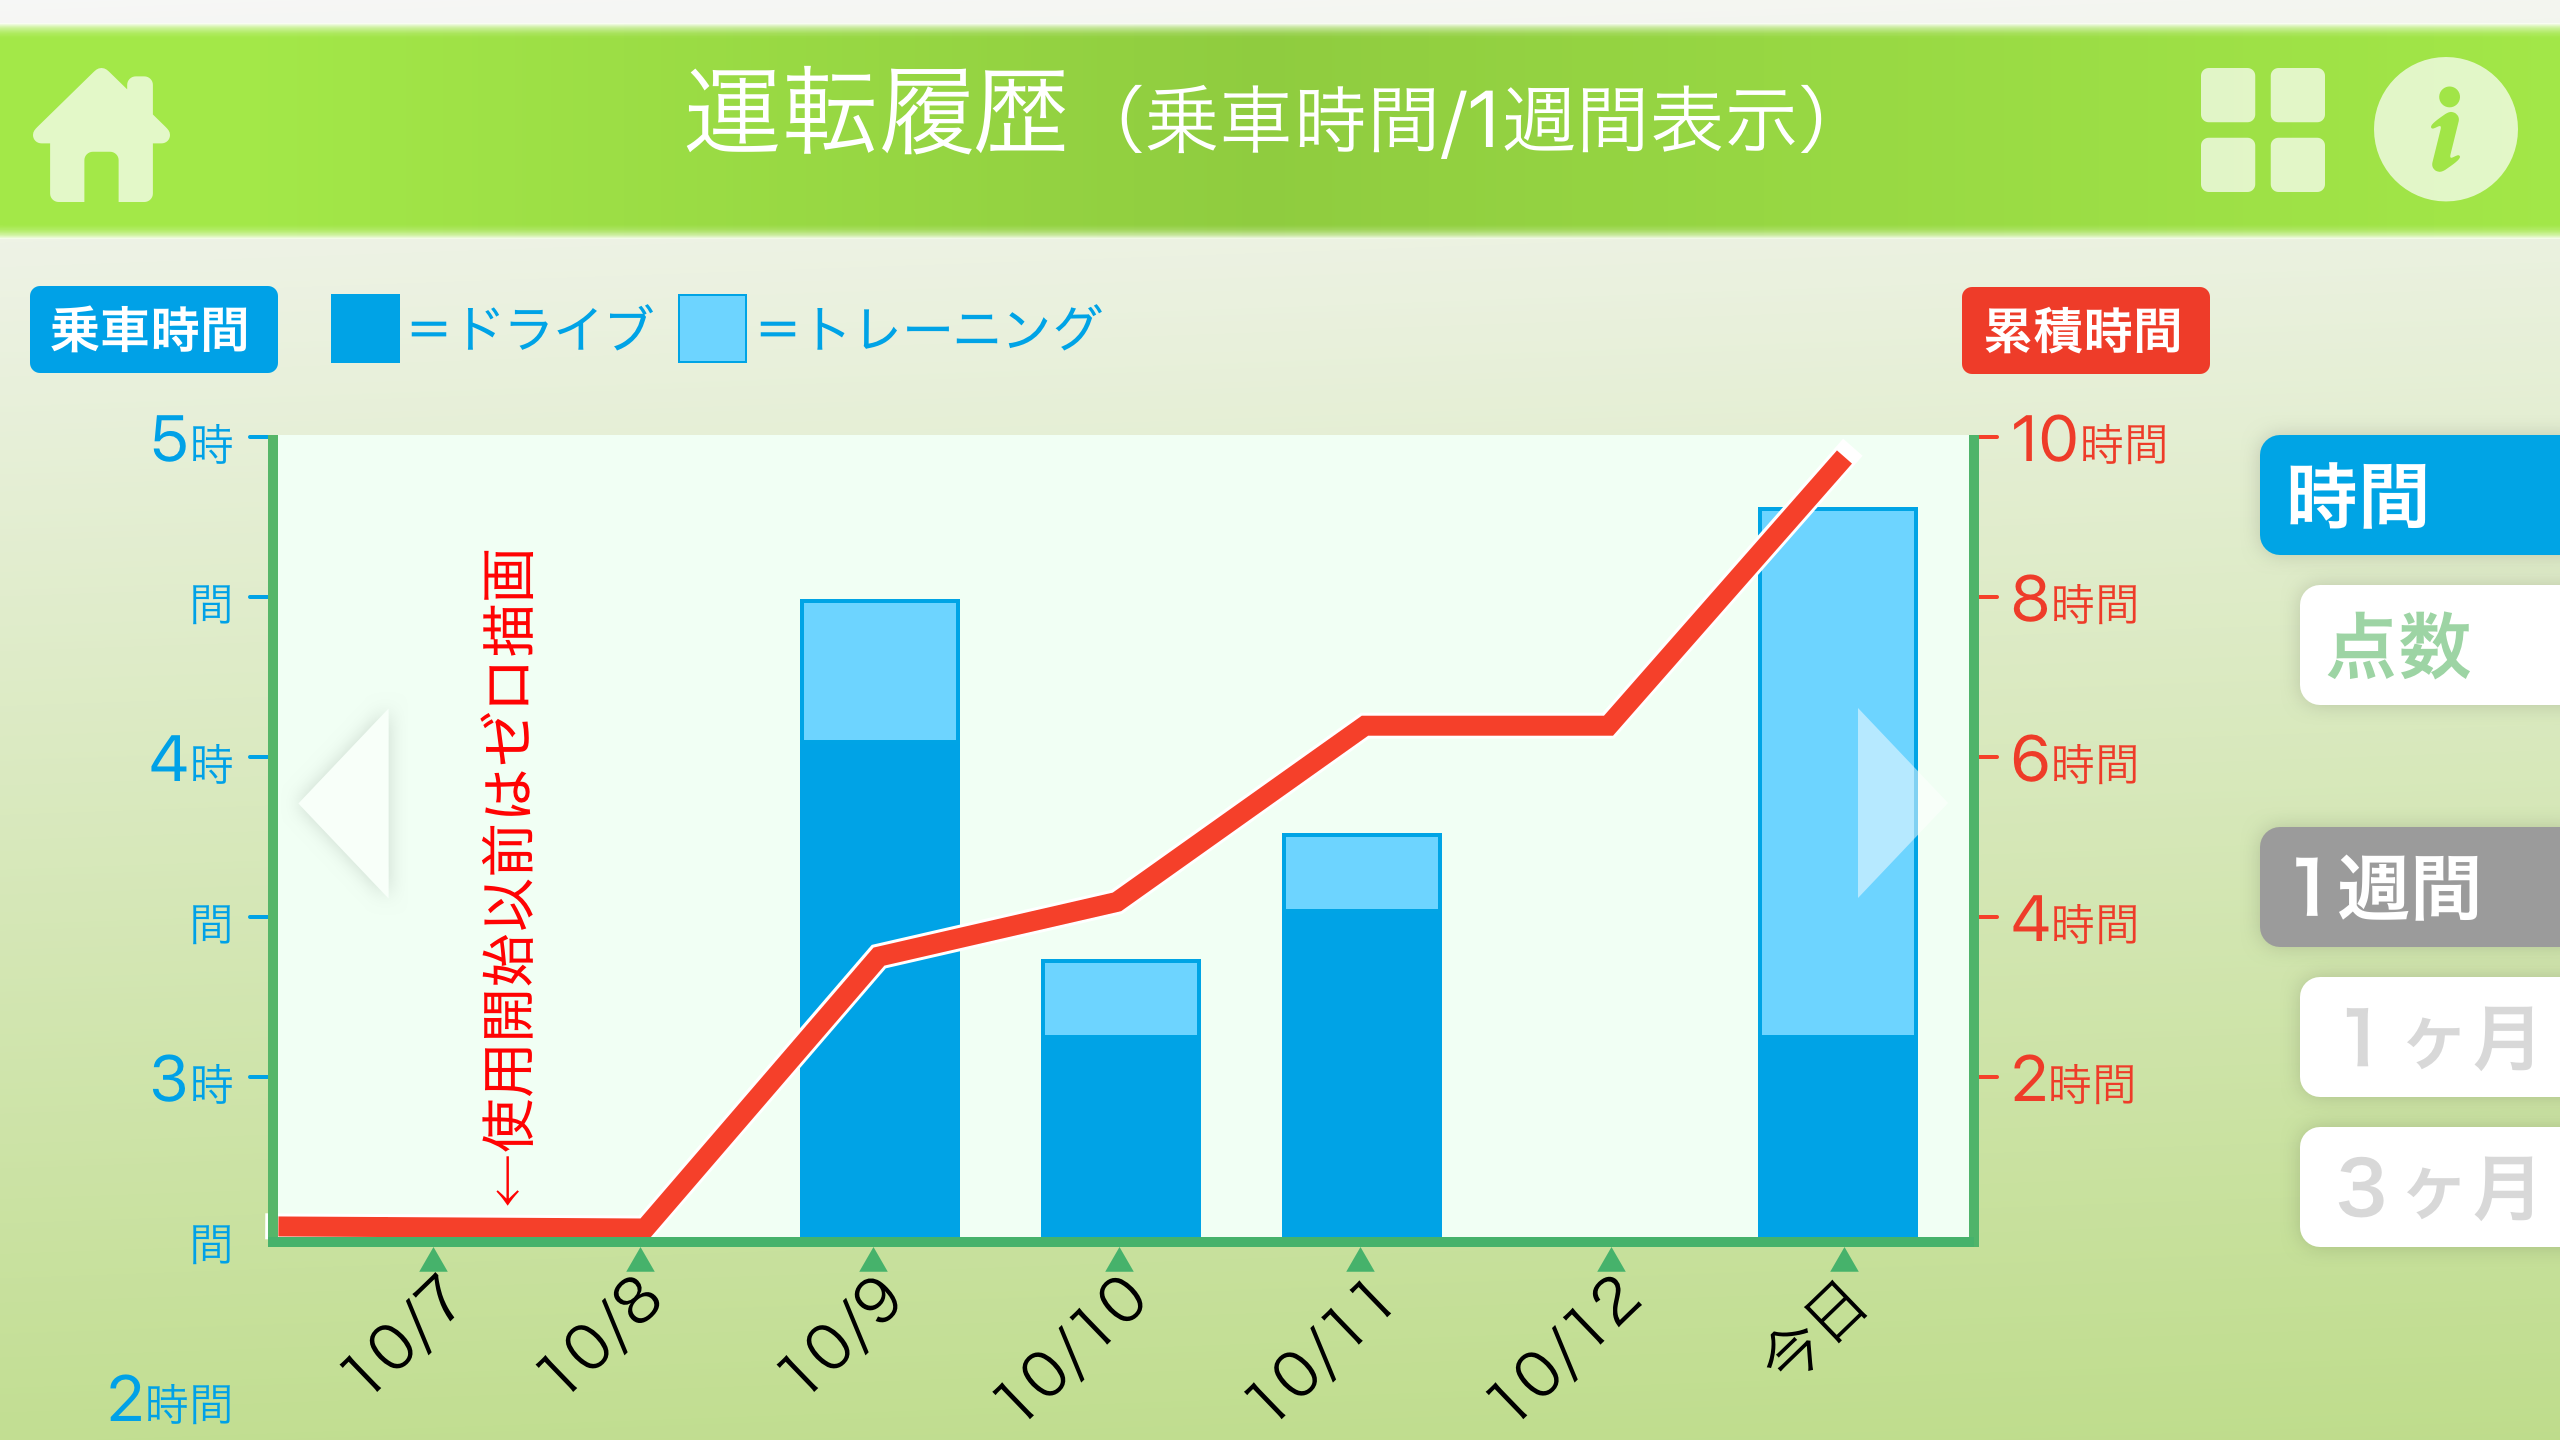 運転履歴（乗車時間/1週間表示）
乗車時間
＝ドライブ
＝トレーニング
累積時間
5時
間
4時
間
3時
間
2時間
10時間
8時間
6時間
4時間
2時間
←使用開始以前はゼロ描画
10/7
10/8
10/9
10/10
10/11
10/12
今日
時間
点数
1週間
1ヶ月
3ヶ月